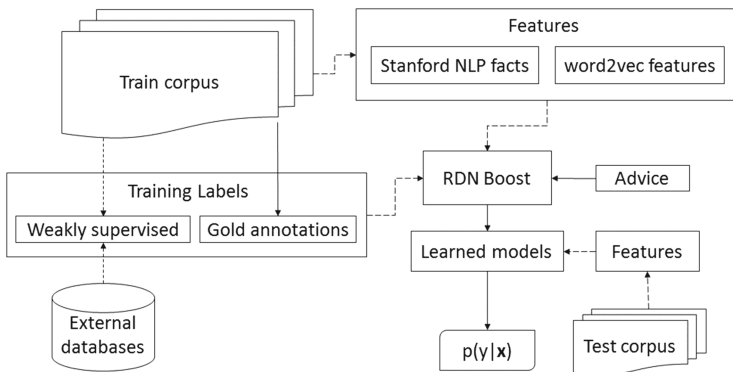 Features
Train corpus
Stanford NLP facts
word2vec features
Training Labels
Weakly supervised
Gold annotations
RDN Boost
Advice
Learned models
Features
External
databases
p(y|x)
Test corpus